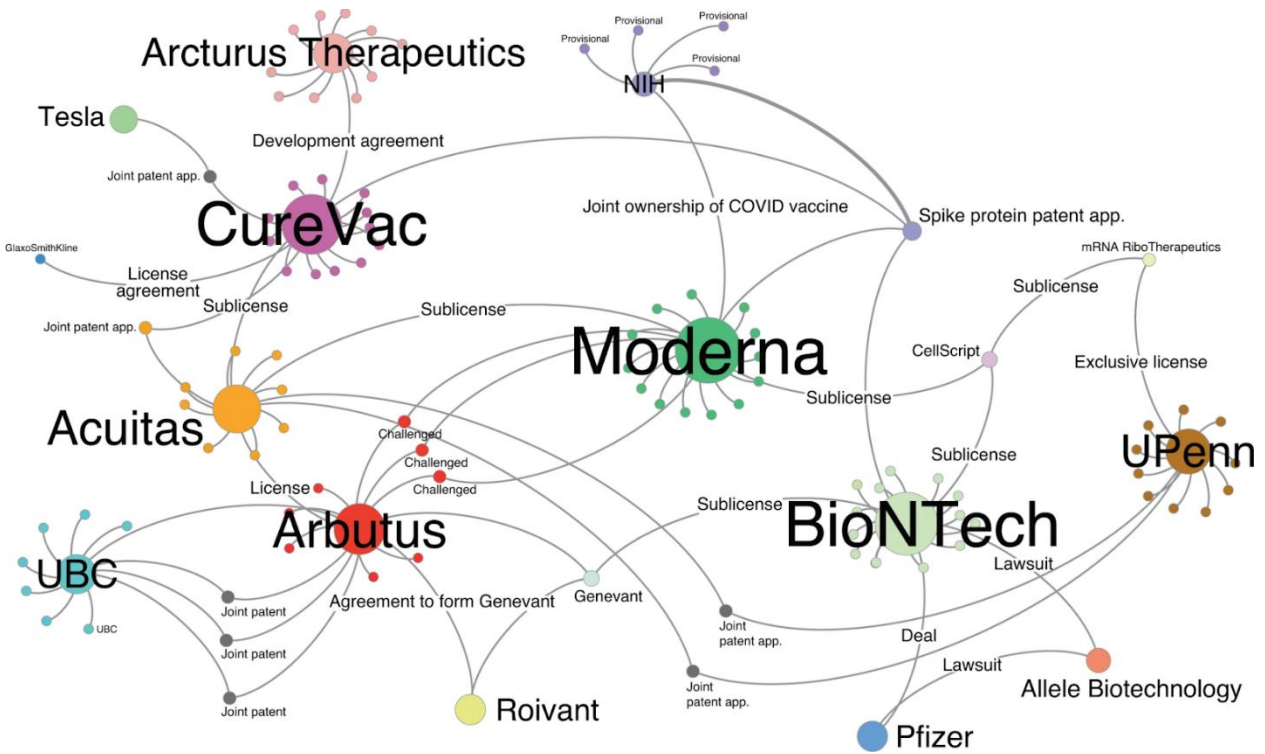 Provisional
Provisional
Provisional
Provisional
Arcturus Therapeutics
NIH
Tesla
Development agreement
Joint patent app.
CureVac
Joint ownership of COVID vaccine
Spike protein patent app.
GlaxoSmithKline
mRNA RiboTherapeutics
License
agreement
Sublicense
Sublicense
Sublicense
Joint patent app.
Moderna
CellScript
Exclusive license
Sublicense
Acuitas
Challenged
UPenn
Sublicense
Challenged
License
Challenged
Sublicense
Arbutus
BioNTech
Lawsuit
UBC
Agreement to form Genevant
Genevant
Joint patent
UBC
Joint
patent app.
Deal
Joint patent
Lawsuit
Joint
patent app.
Allele Biotechnology
Joint patent
Roivant
Pfizer